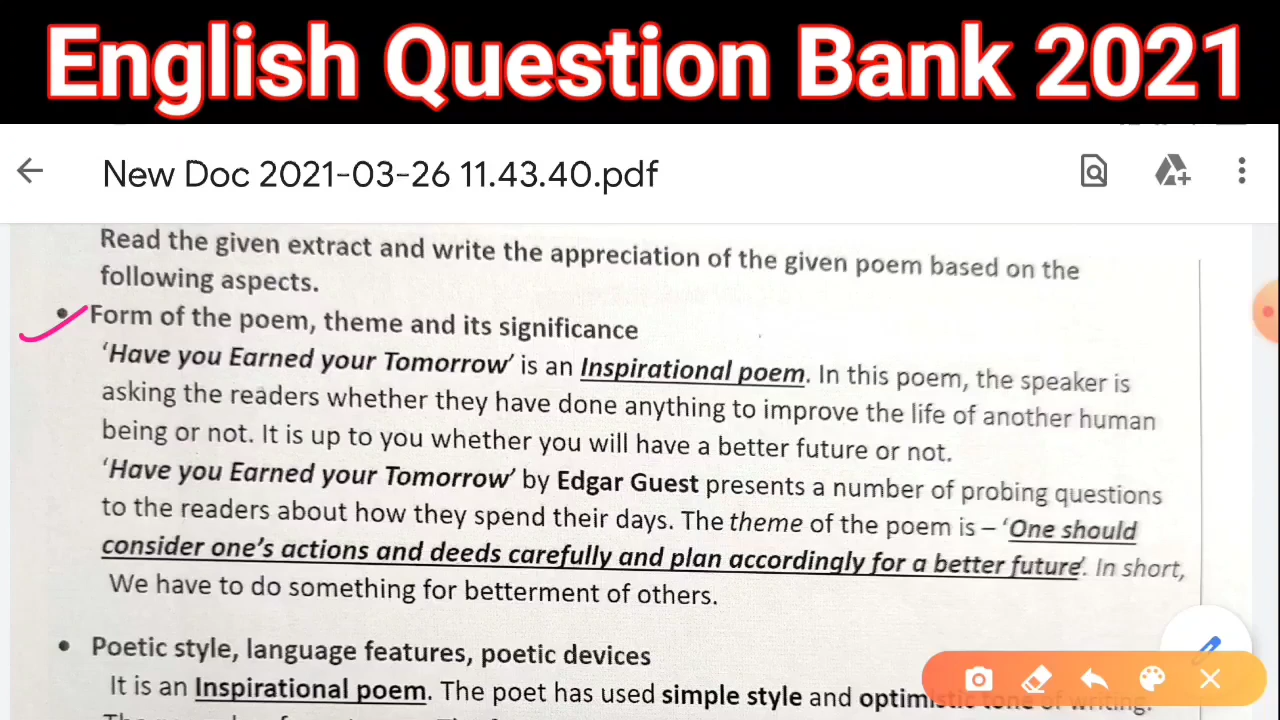 English Question Bank 2021
New Doc 2021-03-26 11.43.40.pdf
Read the given extract and write the appreciation of the given poem based on the
following aspects.
• Form of the poem, theme and its significance
‘Have you Earned your Tomorrow’ is an Inspirational poem. In this poem, the speaker is
asking the readers whether they have done anything to improve the life of another human
being or not. It is up to you whether you will have a better future or not.
‘Have you Earned your Tomorrow’ by Edgar Guest presents a number of probing questions
to the readers about how they spend their days. The theme of the poem is – ‘One should
consider one’s actions and deeds carefully and plan accordingly for a better future’. In short,
We have to do something for betterment of others.
• Poetic style, language features, poetic devices
It is an Inspirational poem. The poet has used simple style and optimistic tone of writing.